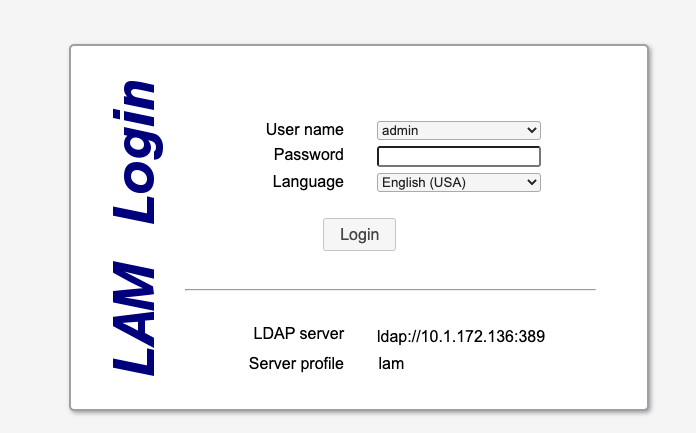 LAM Login
User name admin
Password
Language English (USA)
Login
LDAP server ldap://10.1.172.136:389
Server profile lam